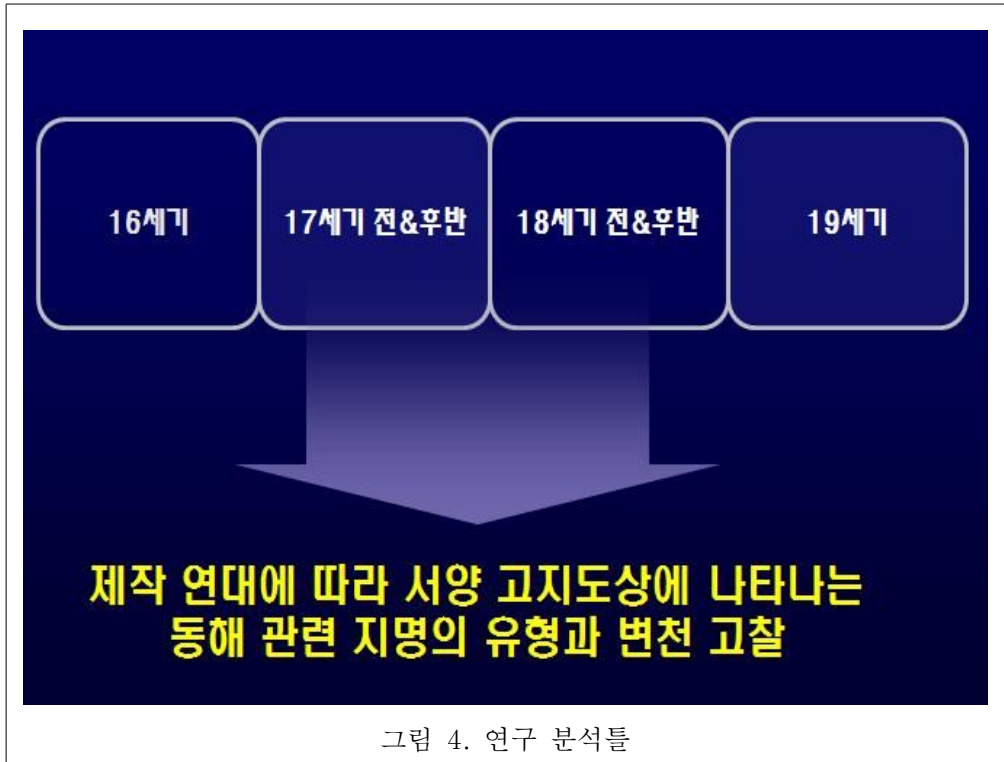 16세기
17세기 전&후반
18세기 전&후반
19세기
제작 연대에 따라 서양 고지도상에 나타나는
동해 관련 지명의 유형과 변천 고찰
그림 4. 연구 분석틀